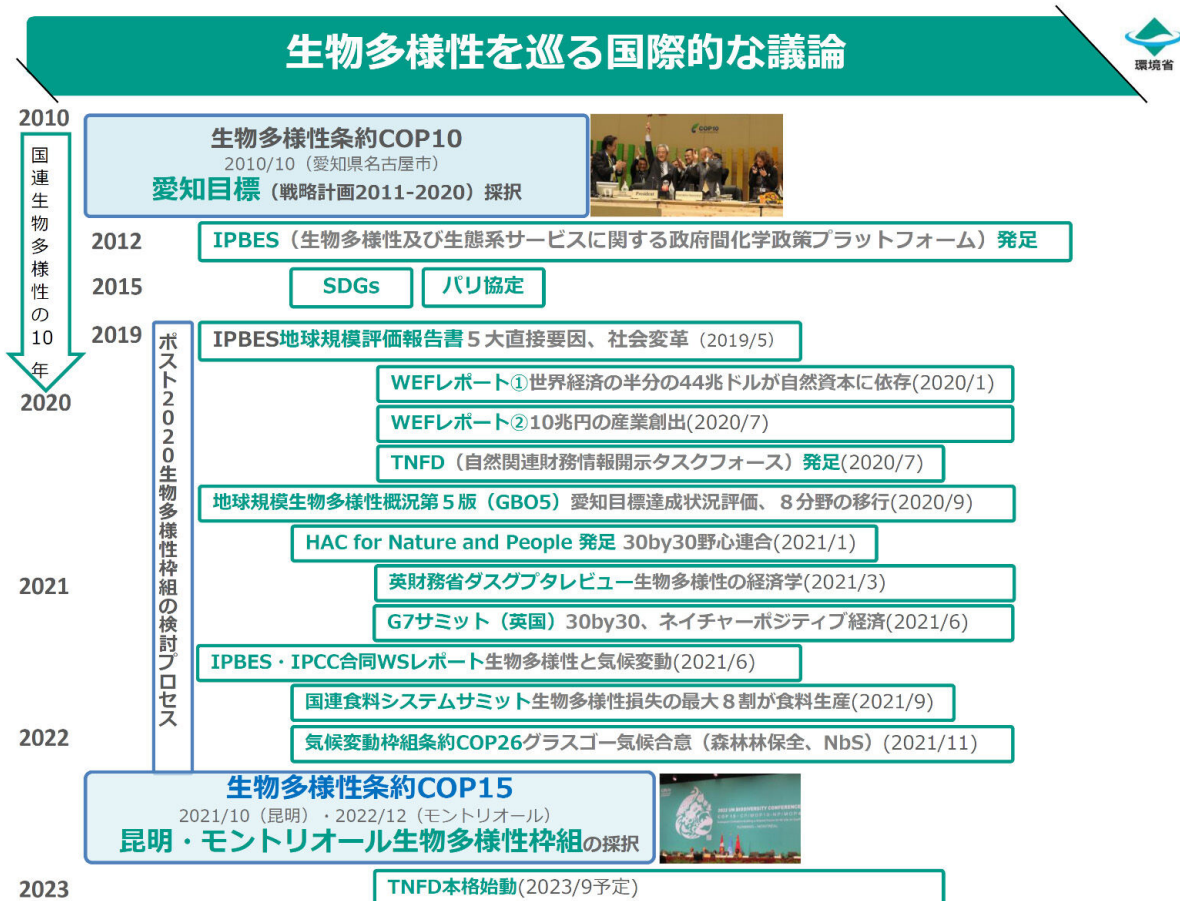 生物多様性を巡る国際的な議論
環境省
2010
国連生物多様性の10年
生物多様性条約COP10
2010/10（愛知県名古屋市）
愛知目標（戦略計画2011-2020）採択
COP10
President
2012
IPBES（生物多様性及び生態系サービスに関する政府間化学政策プラットフォーム）発足
2015
SDGs
パリ協定
2019
ポスト2020生物多様性枠組の検討プロセス
IPBES地球規模評価報告書５大直接要因、社会変革（2019/5）
WEFレポート①世界経済の半分の44兆ドルが自然資本に依存(2020/1)
2020
WEFレポート②10兆円の産業創出(2020/7)
TNFD（自然関連財務情報開示タスクフォース）発足(2020/7)
地球規模生物多様性概況第５版（GBO5）愛知目標達成状況評価、８分野の移行(2020/9)
HAC for Nature and People 発足 30by30野心連合(2021/1)
2021
英財務省ダスグプタレビュー生物多様性の経済学(2021/3)
G7サミット（英国）30by30、ネイチャーポジティブ経済(2021/6)
IPBES・IPCC合同WSレポート生物多様性と気候変動(2021/6)
国連食料システムサミット生物多様性損失の最大８割が食料生産(2021/9)
2022
気候変動枠組条約COP26グラスゴー気候合意（森林林保全、NbS）(2021/11)
生物多様性条約COP15
2021/10（昆明）・2022/12（モントリオール）
昆明・モントリオール生物多様性枠組の採択
2022 UN BIODIVERSITY CONFERENCE
2023
TNFD本格始動(2023/9予定)